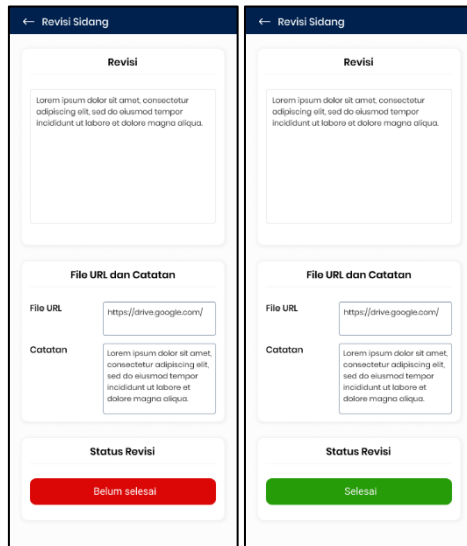 ← Revisi Sidang
Revisi
Lorem ipsum dolor sit amet, consectetur
adipiscing elit, sed do eiusmod tempor
incididunt ut labore et dolore magna aliqua.
File URL dan Catatan
File URL
https://drive.google.com/
Catatan
Lorem ipsum dolor sit amet,
consectetur adipiscing elit,
sed do eiusmod tempor
incididunt ut labore et
dolore magna aliqua.
Status Revisi
Belum selesai
← Revisi Sidang
Revisi
Lorem ipsum dolor sit amet, consectetur
adipiscing elit, sed do eiusmod tempor
incididunt ut labore et dolore magna aliqua.
File URL dan Catatan
File URL
https://drive.google.com/
Catatan
Lorem ipsum dolor sit amet,
consectetur adipiscing elit,
sed do eiusmod tempor
incididunt ut labore et
dolore magna aliqua.
Status Revisi
Selesai